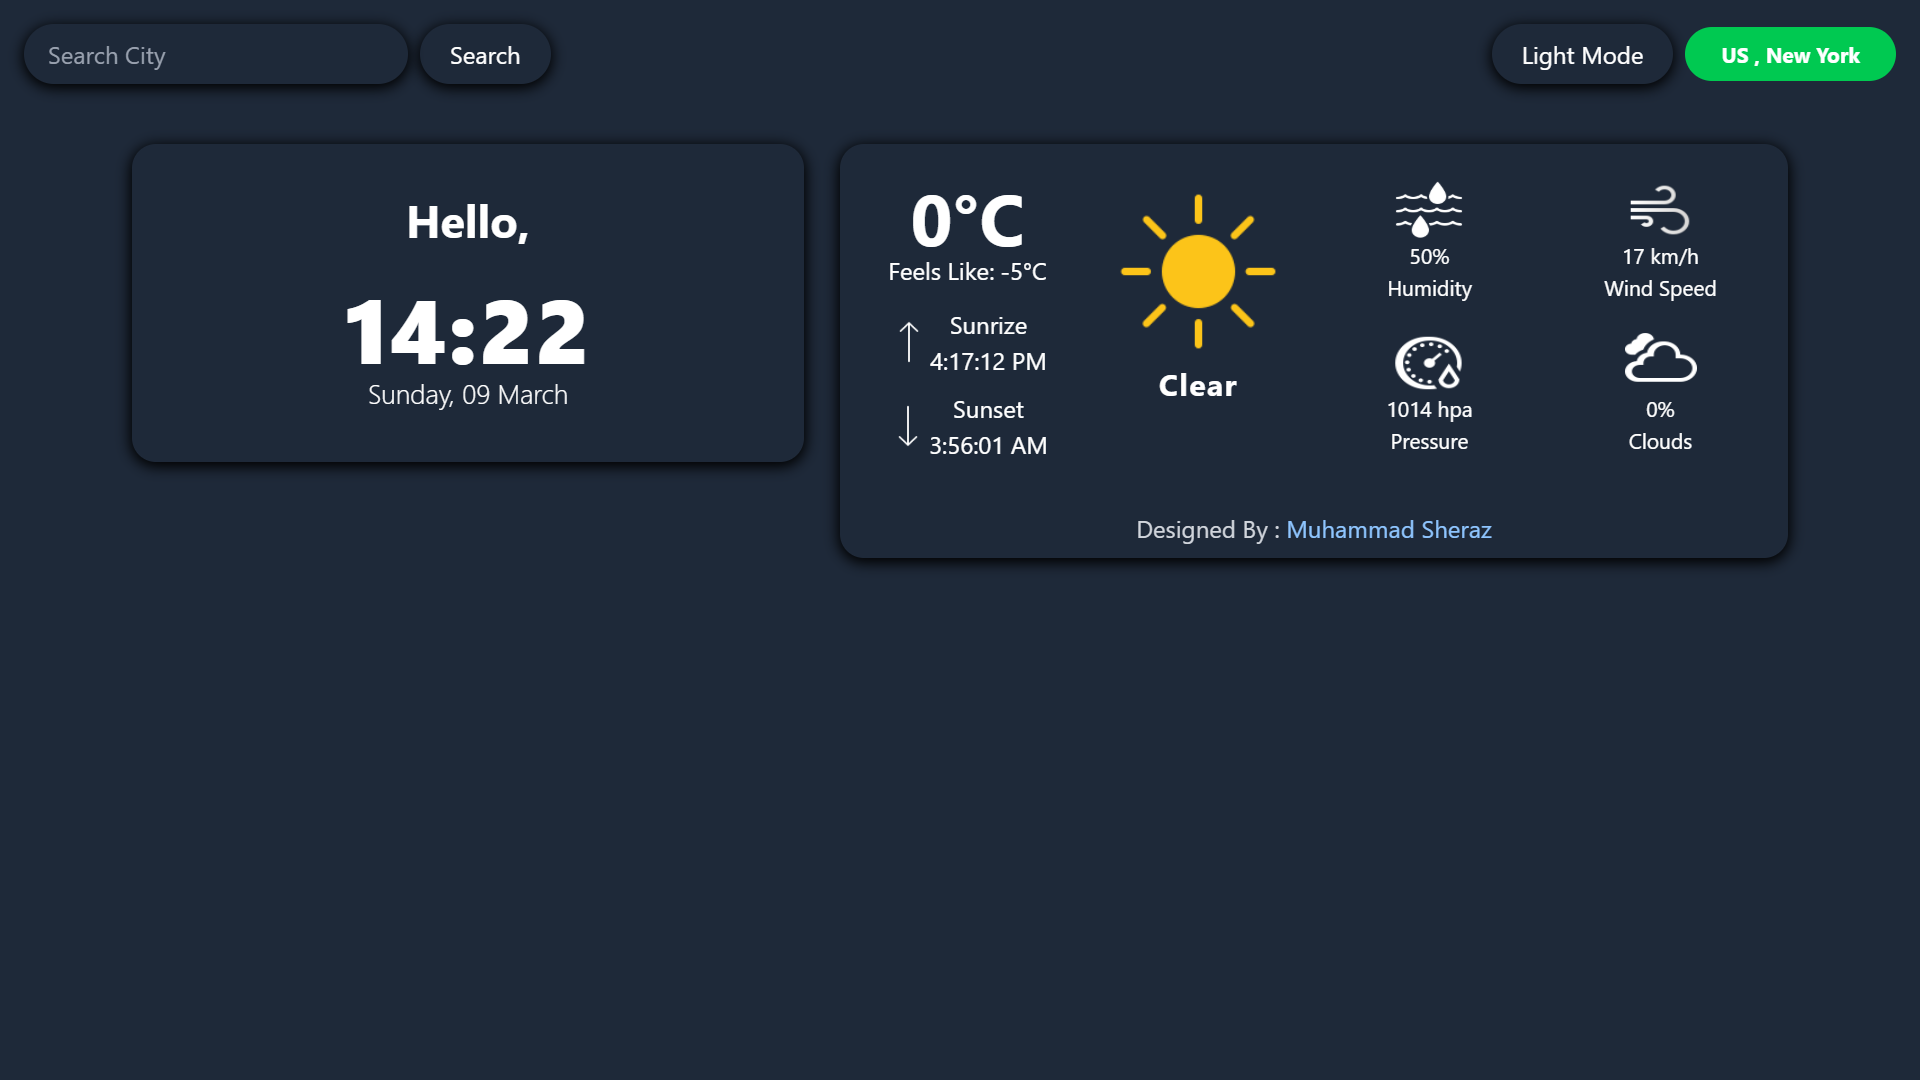 Search City
Search
Light Mode
US , New York
Hello,
14:22
Sunday, 09 March
0°C
Feels Like: -5°C
Sunrize
4:17:12 PM
Sunset
3:56:01 AM
Clear
50%
Humidity
17 km/h
Wind Speed
1014 hpa
Pressure
0%
Clouds
Designed By : Muhammad Sheraz